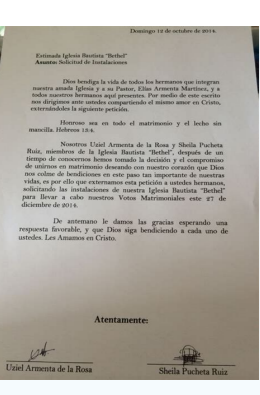 Domingo 12 de octubre de 2014
Estimada Iglesia Bautista "Bethel"
Asunto: Solicitud de Instalaciones
Dios bendiga la vida de todos los hermanos que integran
nuestra amada Iglesia y a su Pastor, Elías Armenta Martínez, y a
todos nuestros hermanos aquí presentes. Por medio de este escrito
nos dirigimos ante ustedes compartiendo el mismo amor en Cristo,
externándoles la siguiente petición.
Honroso sea en todo el matrimonio y el lecho sin
mancilla. Hebreos 13:4.
Nosotros Uziel Armenta de la Rosa y Sheila Pucheta
Ruiz, miembros de la Iglesia Bautista "Bethel", después de un
tiempo de conocernos hemos tomado la decisión y el compromiso
de unirnos en matrimonio deseando con nuestro corazón que Dios
nos colme de bendiciones en este paso tan importante de nuestras
vidas, es por ello que externamos esta petición a ustedes hermanos,
solicitando las instalaciones de nuestra Iglesia Bautista "Bethel"
para llevar a cabo nuestros Votos Matrimoniales este 27 de
diciembre de 2014.
De antemano le damos las gracias esperando una
respuesta favorable, y que Dios siga bendiciendo a cada uno de
ustedes. Les Amamos en Cristo.
Atentamente:
Uziel Armenta de la Rosa
Sheila Pucheta Ruiz